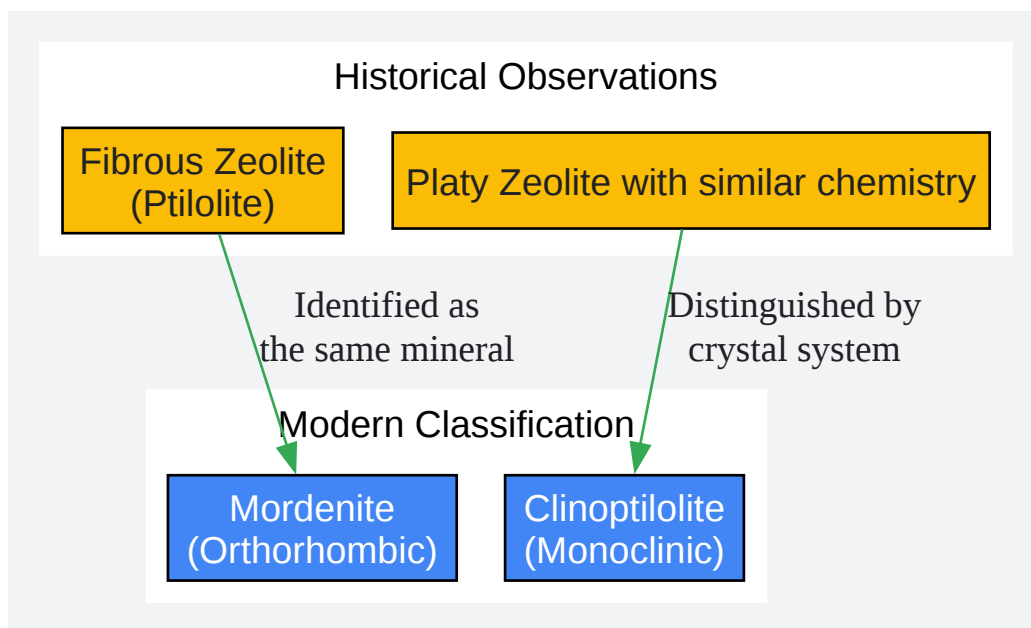 Historical Observations
Fibrous Zeolite
(Ptilolite)
Platy Zeolite with similar chemistry
Identified as
the same mineral
Distinguished by
crystal system
Modern Classification
Mordenite
(Orthorhombic)
Clinoptilolite
(Monoclinic)